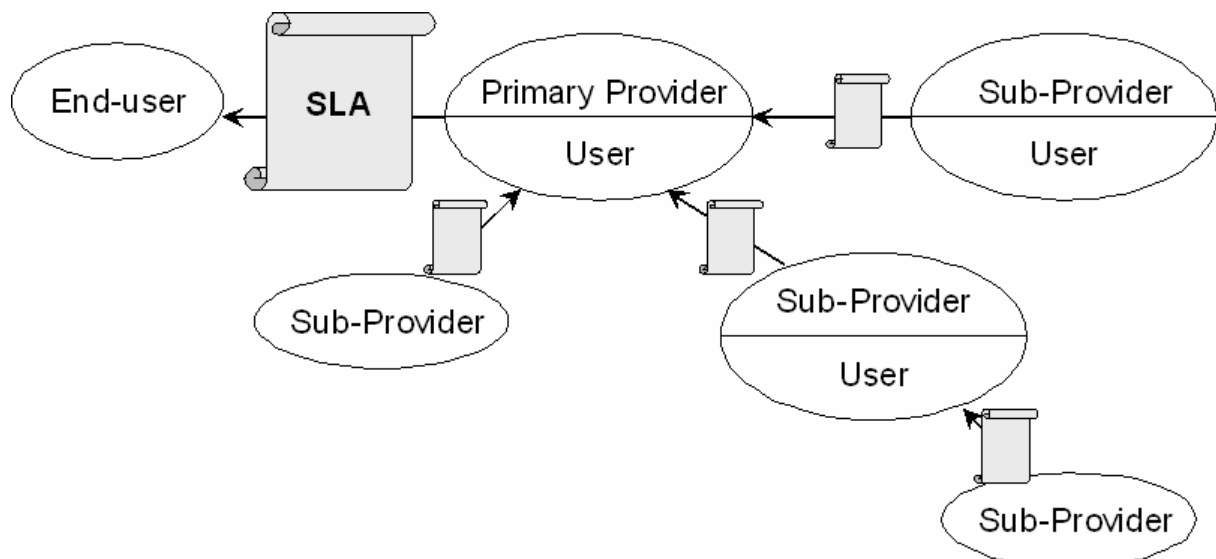 End-user
SLA
Primary Provider
User
Sub-Provider
User
Sub-Provider
Sub-Provider
User
Sub-Provider